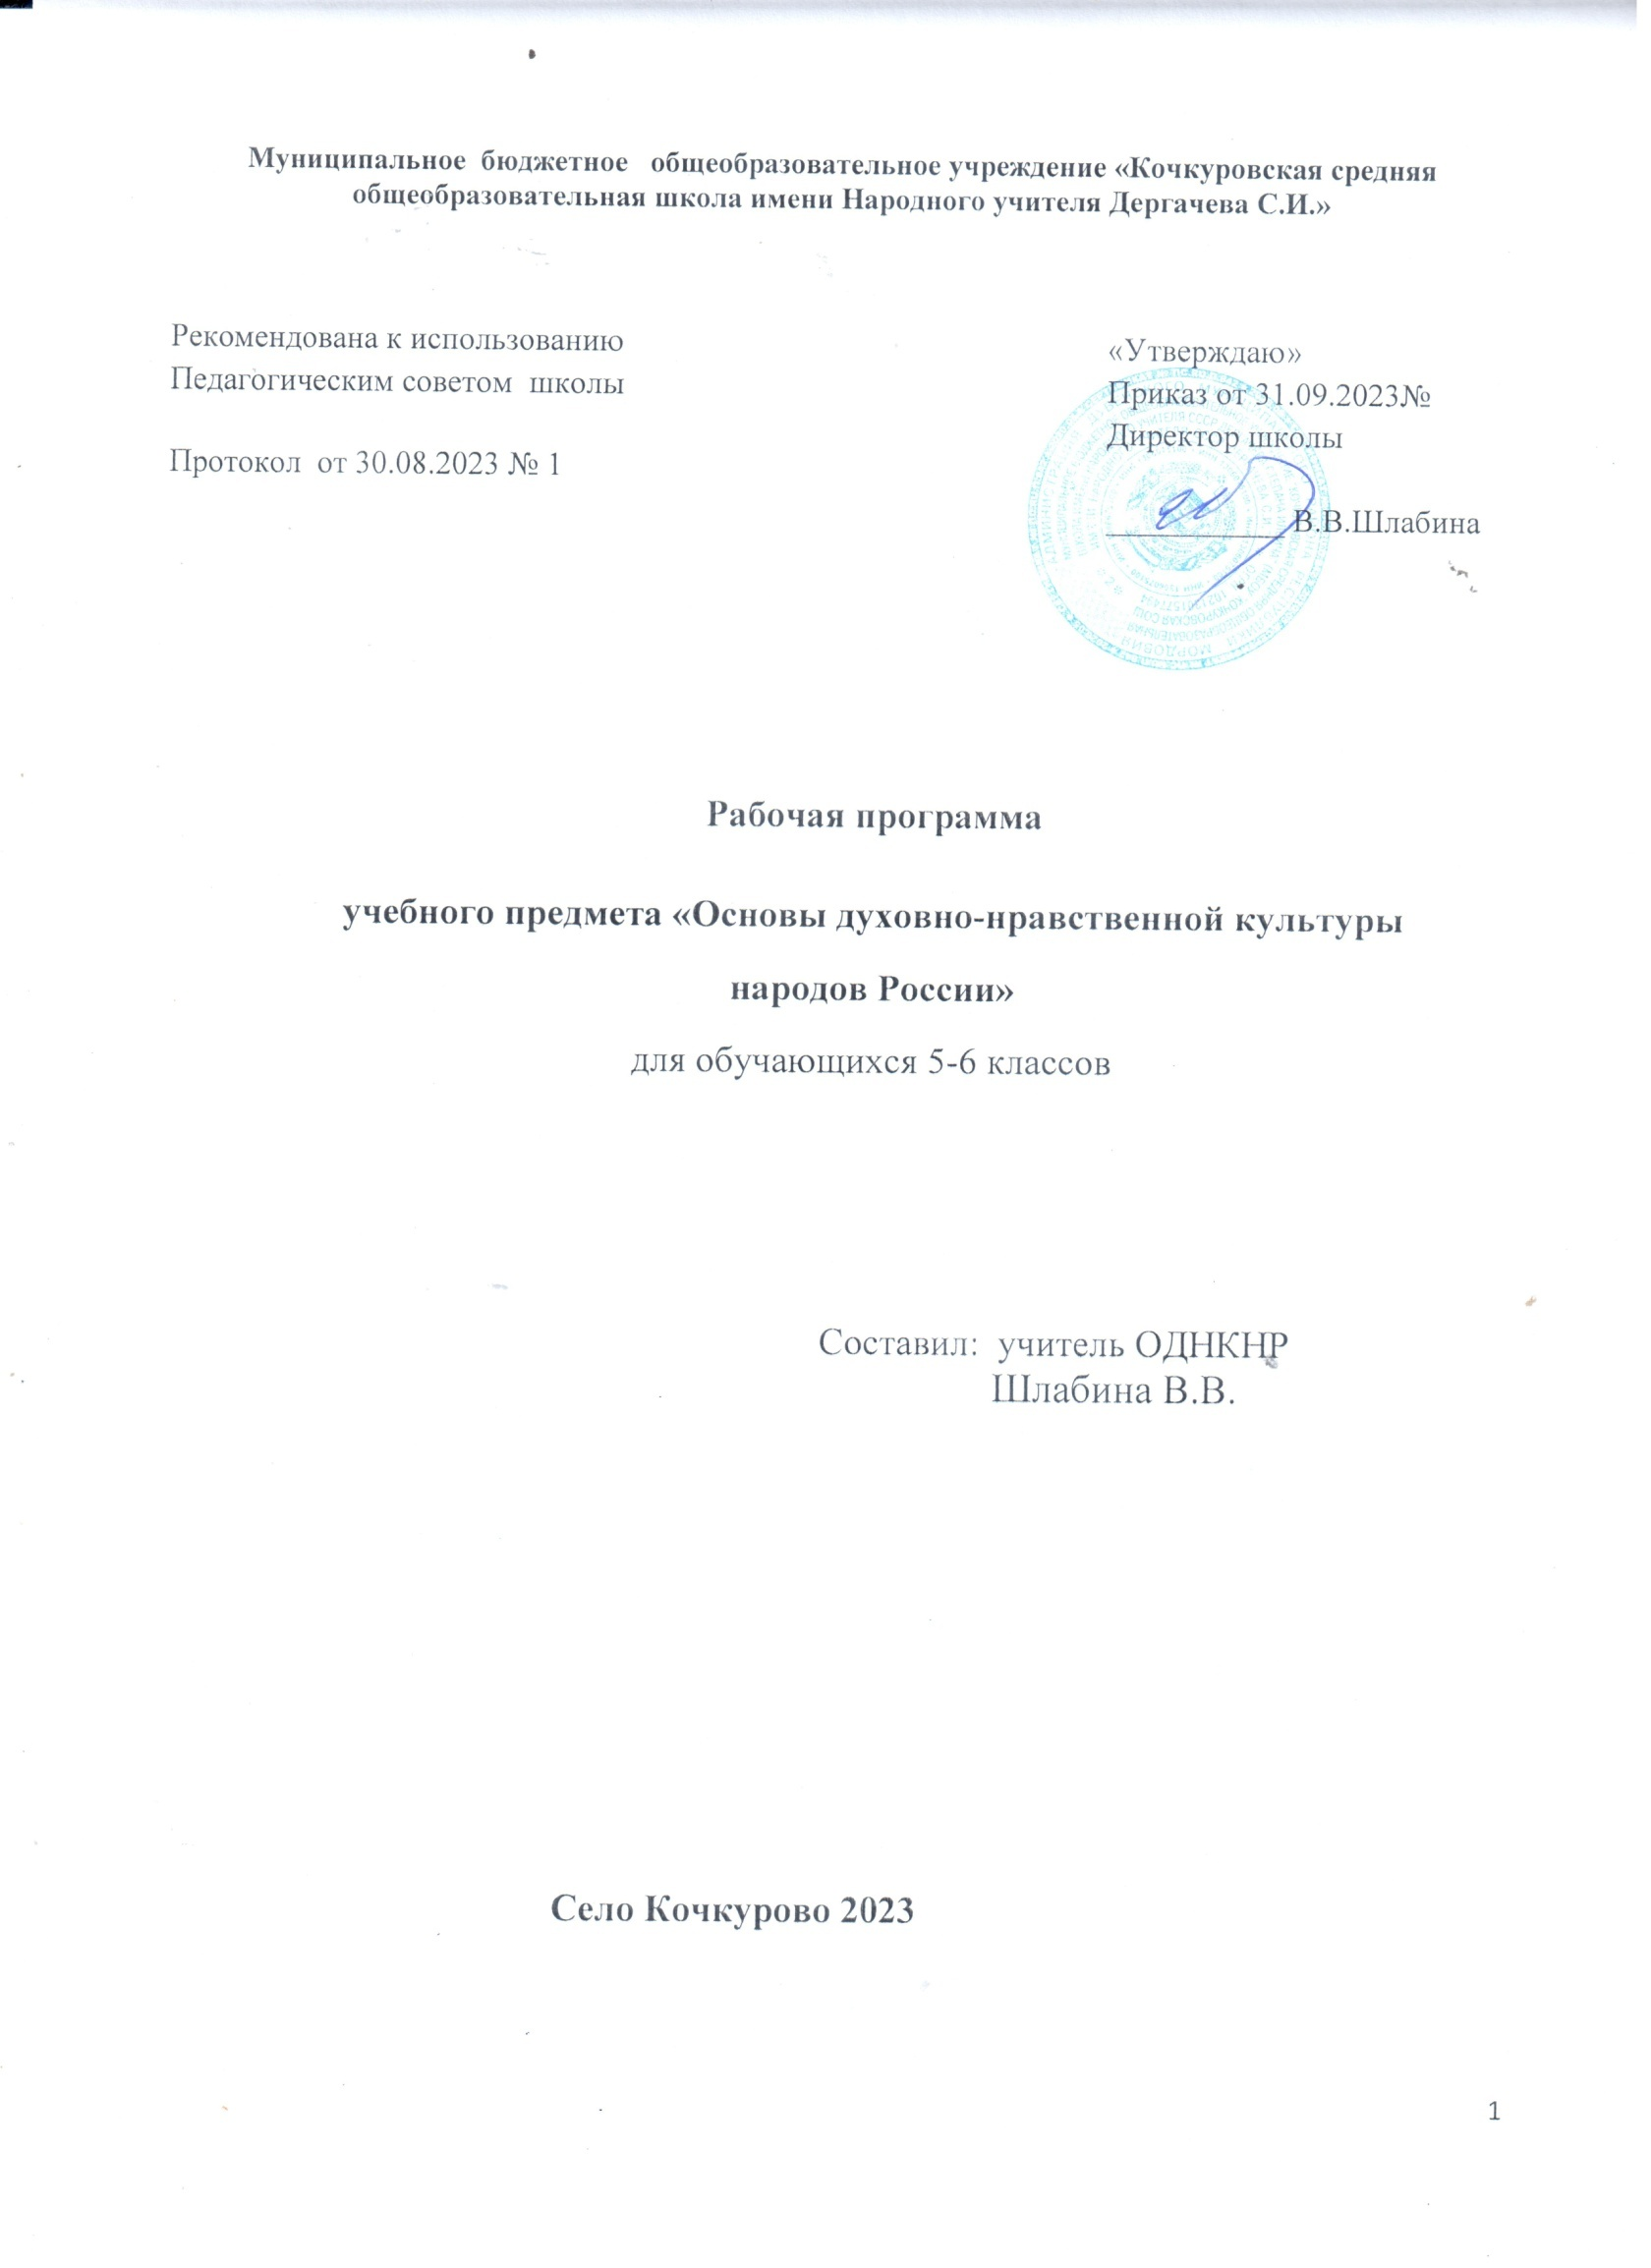 Муниципальное бюджетное общеобразовательное учреждение «Кочкуровская средняя
общеобразовательная школа имени Народного учителя Дергачева С.И.»
Рекомендована к использованию
Педагогическим советом школы
Протокол от 30.08.2023 № 1
«Утверждаю»
Приказ от 31.09.2023№
Директор школы
В.В.Шлабина
Рабочая программа
учебного предмета «Основы духовно-нравственной культуры
народов России»
для обучающихся 5-6 классов
Составил: учитель ОДНКНР
Шлабина В.В.
Село Кочкурово 2023
1